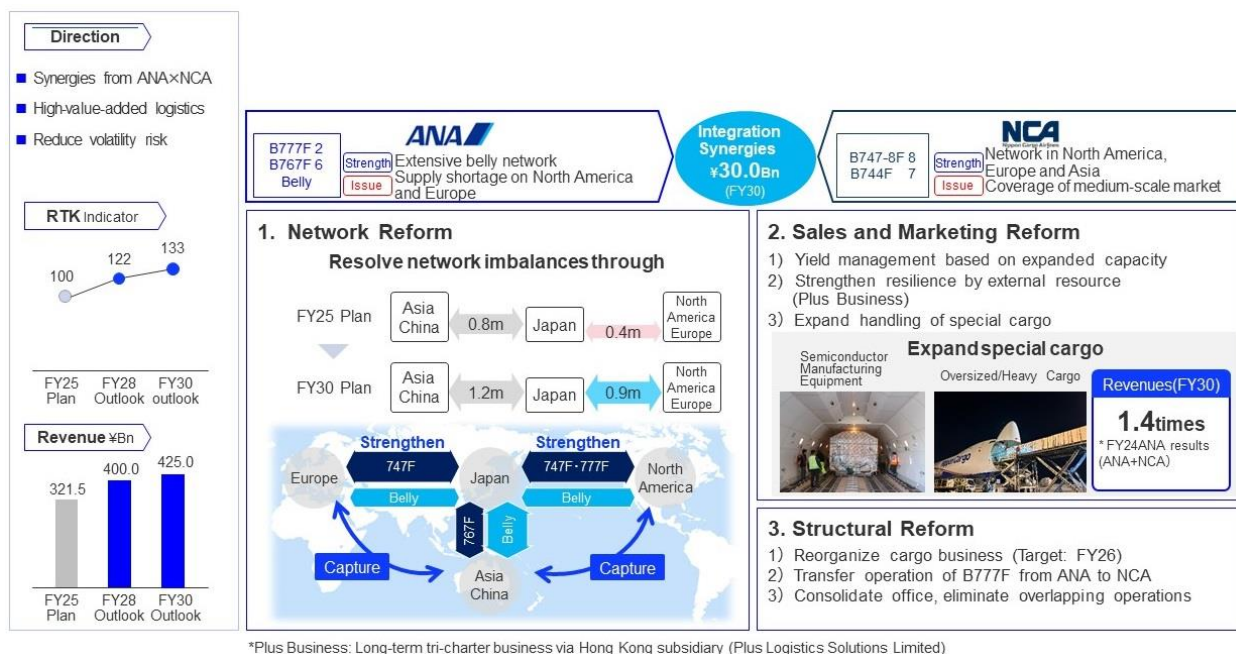 Direction
■ Synergies from ANA×NCA
■ High-value-added logistics
■ Reduce volatility risk
RTK Indicator
100
122
133
FY25 Plan
FY28 Outlook
FY30 outlook
Revenue ¥Bn
321.5
400.0
425.0
FY25 Plan
FY28 Outlook
FY30 Outlook
B777F 2
B767F 6
Belly
ANA
Strength Extensive belly network
Issue Supply shortage on North America
and Europe
Integration
Synergies
¥30.0Bn
(FY30)
NCA
Nippon Cargo Airlines
B747-8F 8
B744F 7
Strength Network in North America,
Europe and Asia
Issue Coverage of medium-scale market
1. Network Reform
Resolve network imbalances through
FY25 Plan
Asia
China
0.8m
Japan
0.4m
North
America
Europe
FY30 Plan
Asia
China
1.2m
Japan
0.9m
North
America
Europe
Strengthen
Strengthen
Europe
747F
Belly
Japan
747F・777F
Belly
North
America
767F
Belly
Capture
Asia
China
Capture
2. Sales and Marketing Reform
1) Yield management based on expanded capacity
2) Strengthen resilience by external resource
(Plus Business)
3) Expand handling of special cargo
Expand special cargo
Semiconductor
Manufacturing
Equipment
Oversized/Heavy Cargo
Revenues(FY30)
1.4times
* FY24ANA results
(ANA+NCA)
3. Structural Reform
1) Reorganize cargo business (Target: FY26)
2) Transfer operation of B777F from ANA to NCA
3) Consolidate office, eliminate overlapping operations
*Plus Business: Long-term tri-charter business via Hong Kong subsidiary (Plus Logistics Solutions Limited)